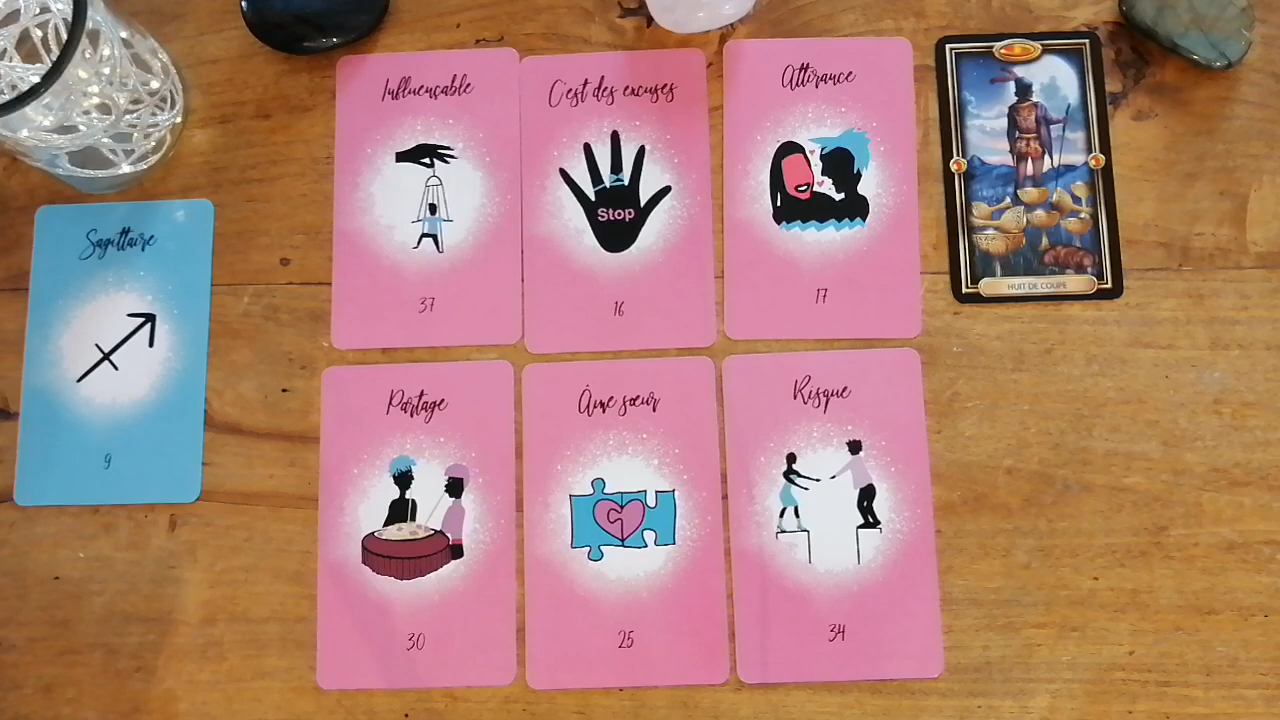 Influençable
37
C'est des excuses
Stop
16
Attirance
17
HUIT DE COUPE
Sagittaire
9
Partage
30
Âme sœur
25
Risque
34